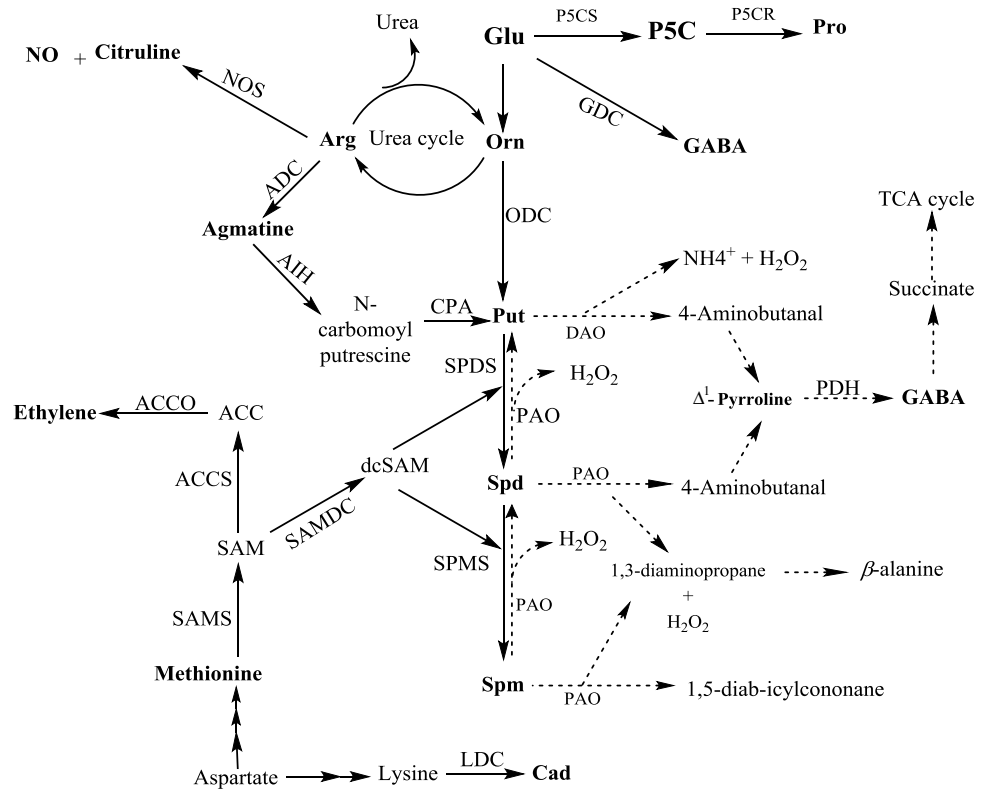 Urea
Glu
P5CS
P5C
P5CR
Pro
NO + Citruline
NOS
GDC
Arg
Urea cycle
Orn
GABA
ADC
TCA cycle
ODC
Agmatine
AIH
NH4+ + H2O2
Succinate
N-
carbomoyl
putrescine
CPA
Put
DAO
4-Aminobutanal
SPDS
H2O2
PAO
Δ1-Pyrroline
PDH
GABA
Ethylene
ACCO
ACC
dcSAM
ACCS
Spd
PAO
4-Aminobutanal
SAMDC
SAM
SPMS
H2O2
PAO
1,3-diaminopropane
+
H2O2
β-alanine
SAMS
Methionine
Spm
PAO
1,5-diab-icylcononane
Aspartate
Lysine
LDC
Cad